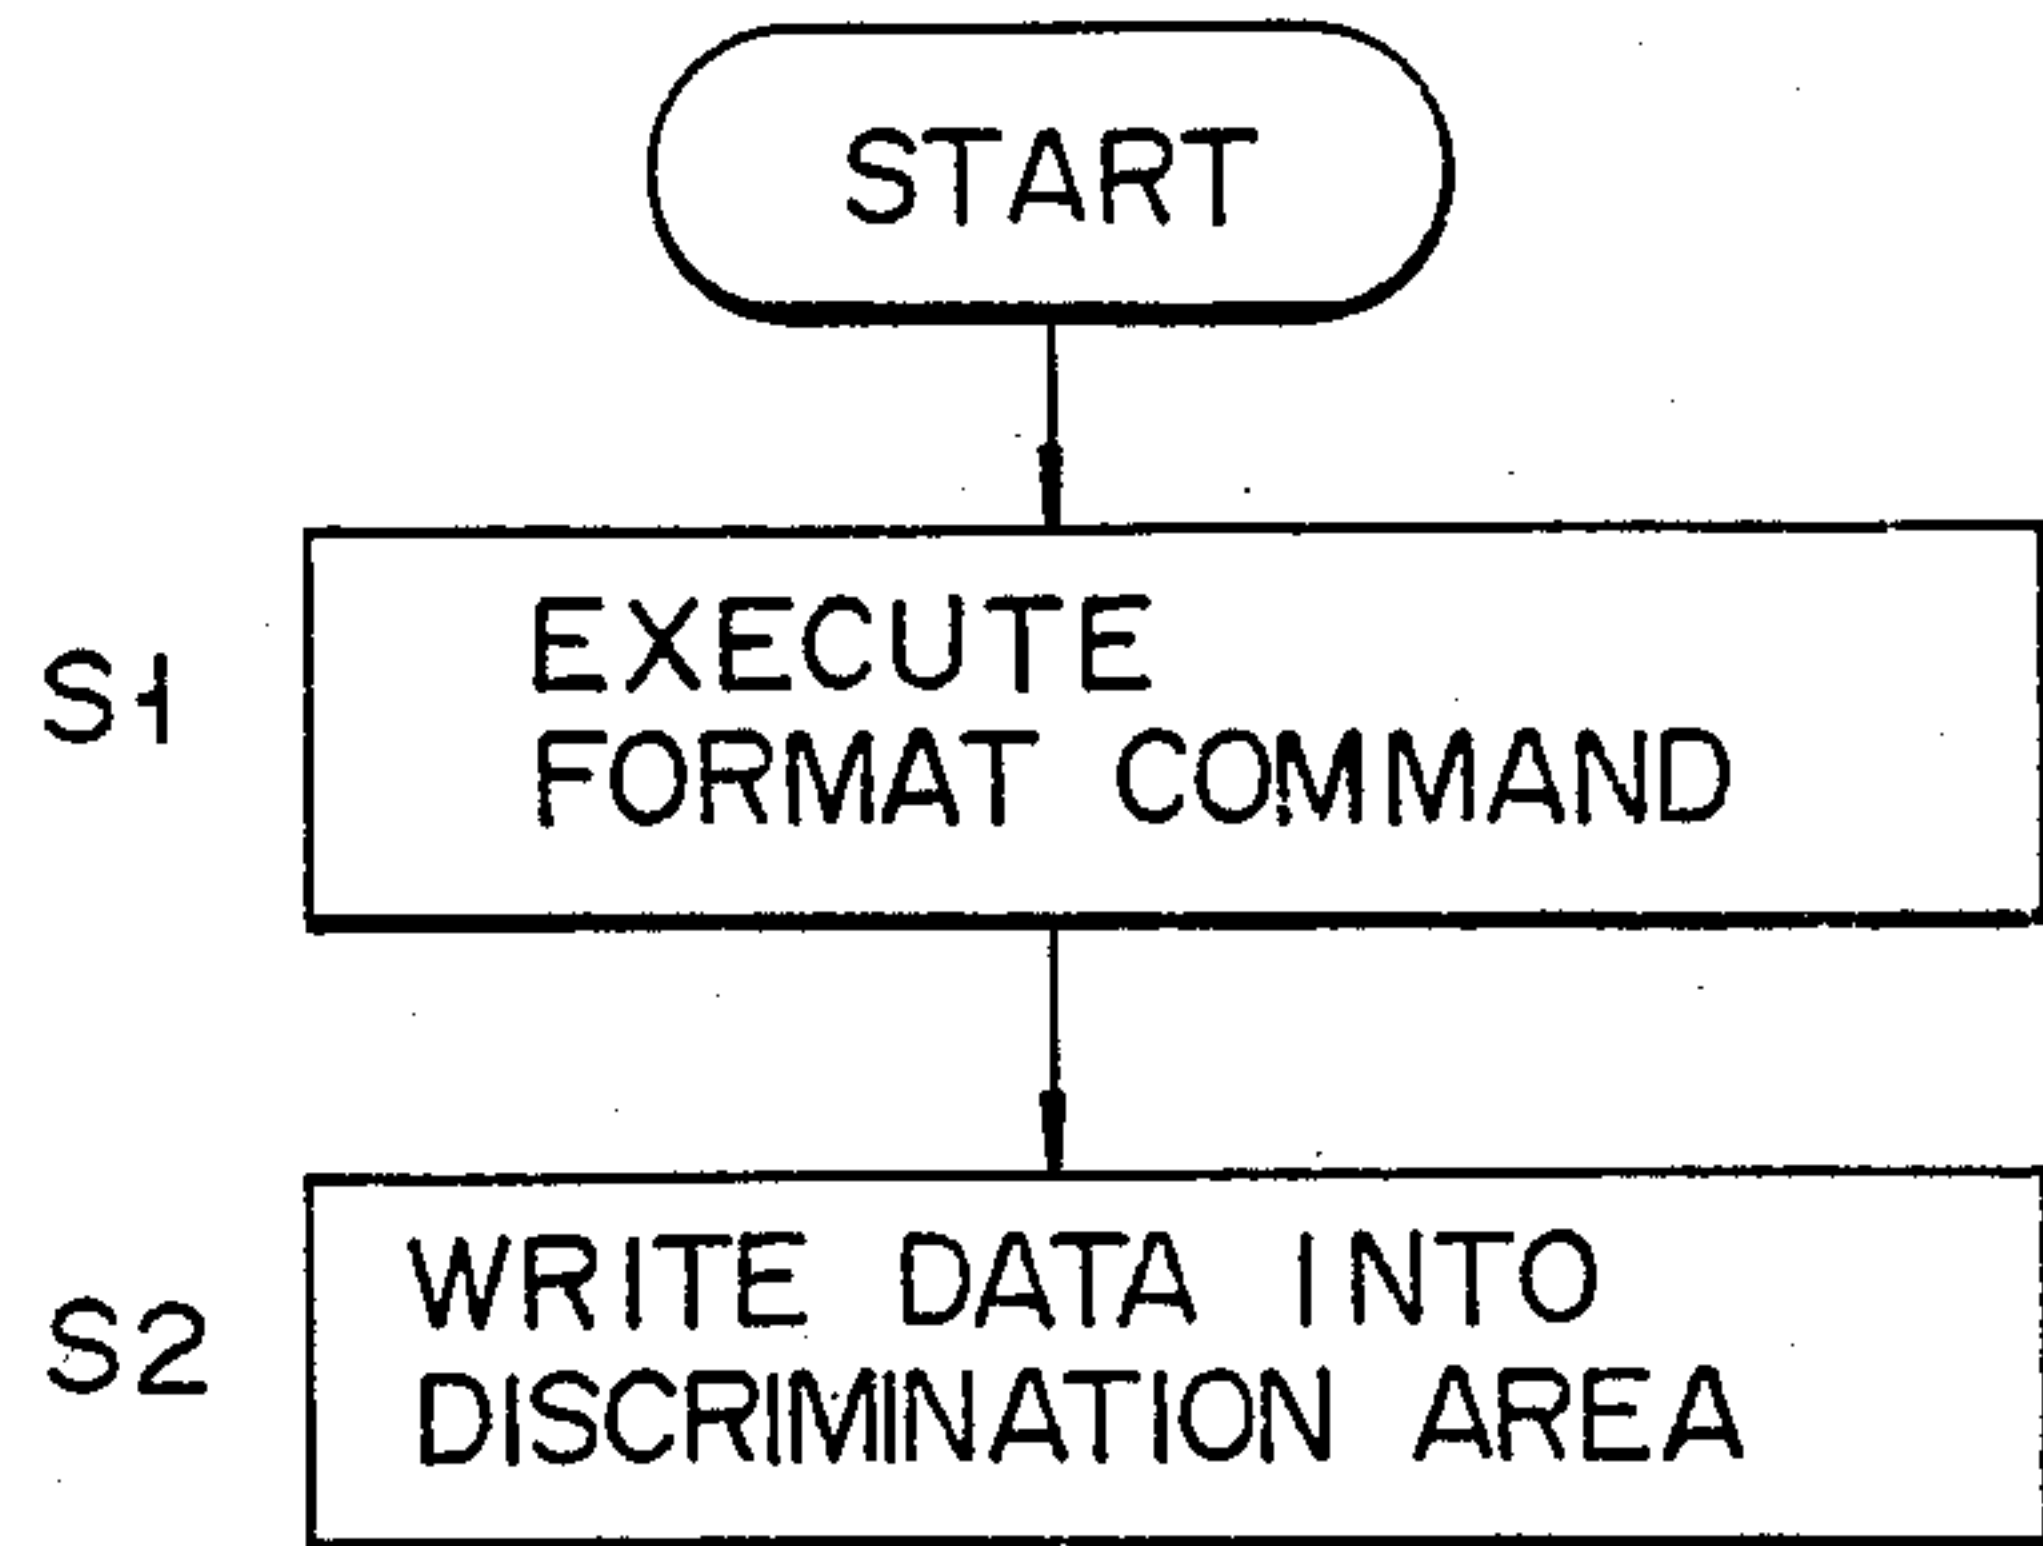 START
S1
EXECUTE
FORMAT COMMAND
S2
WRITE DATA INTO
DISCRIMINATION AREA